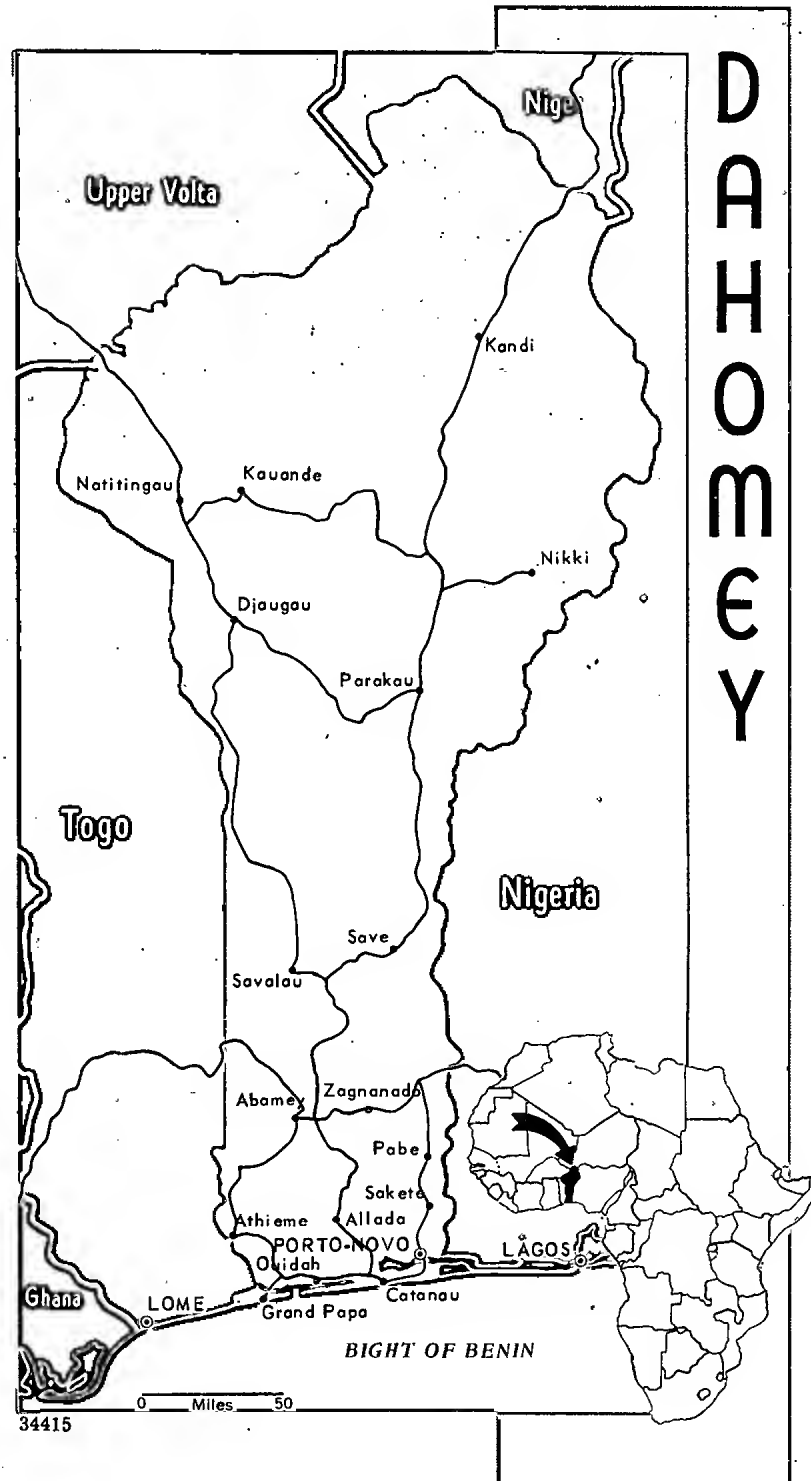 DAHOMEY
Nige
Upper Volta
Kandi
Natitingau
Kauande
Nikki
Djaugau
Parakau
Togo
Nigeria
Save
Savalau
Abamey
Zagnanado
Pabe
Sakete
Athieme
Allada
PORTO-NOVO
LAGOS
Ouidah
Ghana
LOME
Grand Papa
Catanau
BIGHT OF BENIN
0 Miles 50
34415